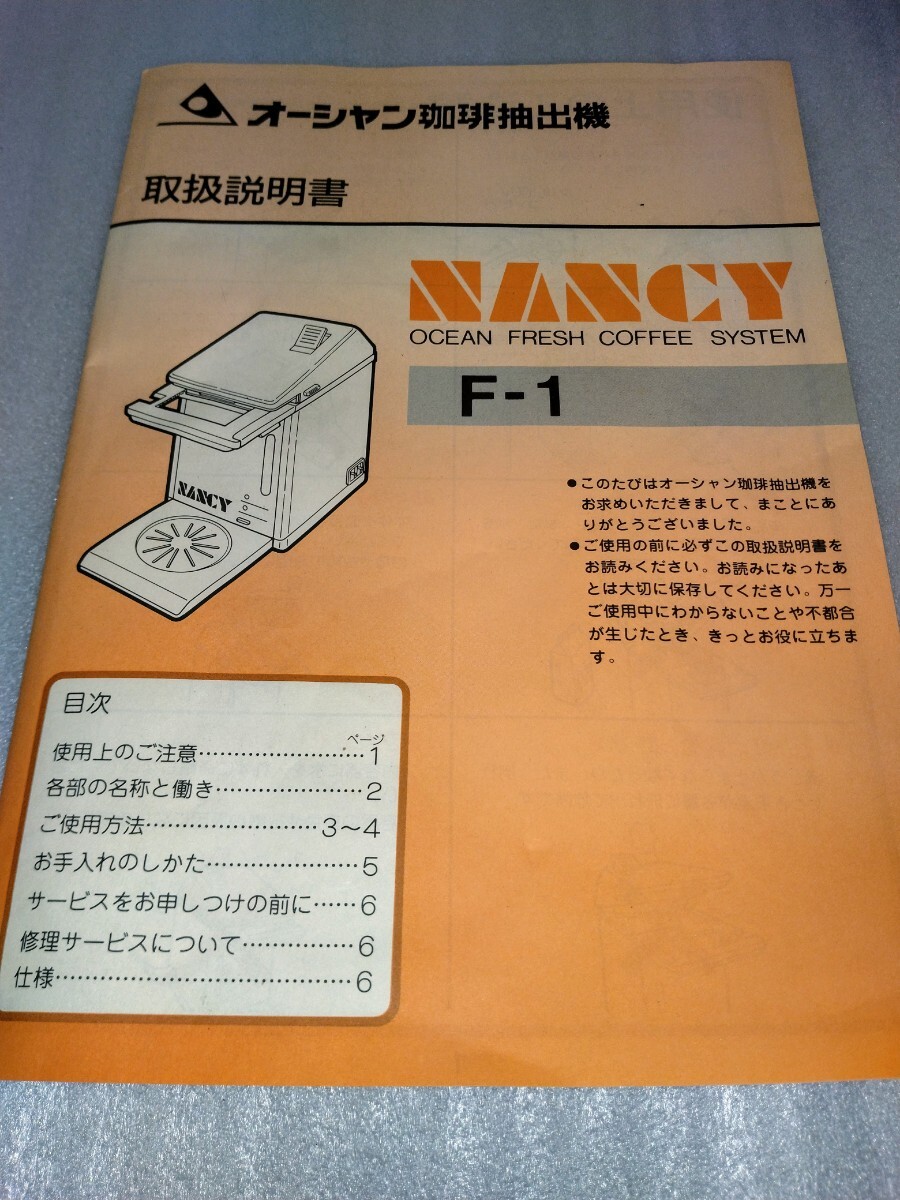 オーシャン珈琲抽出機
取扱説明書
NANCY
OCEAN FRESH COFFEE SYSTEM
F-1
NANCY
●このたびはオーシャン珈琲抽出機を
お求めいただきまして、まことにあ
りがとうございました。
●ご使用の前に必ずこの取扱説明書を
お読みください。お読みになったあ
とは大切に保存してください。万一
ご使用中にわからないことや不都合
が生じたとき、きっとお役に立ちま
す。
目次
ページ
使用上のご注意……………………1
各部の名称と働き…………………2
ご使用方法……………………3〜4
お手入れのしかた…………………5
サービスをお申しつけの前に……6
修理サービスについて……………6
仕様……………………………………6